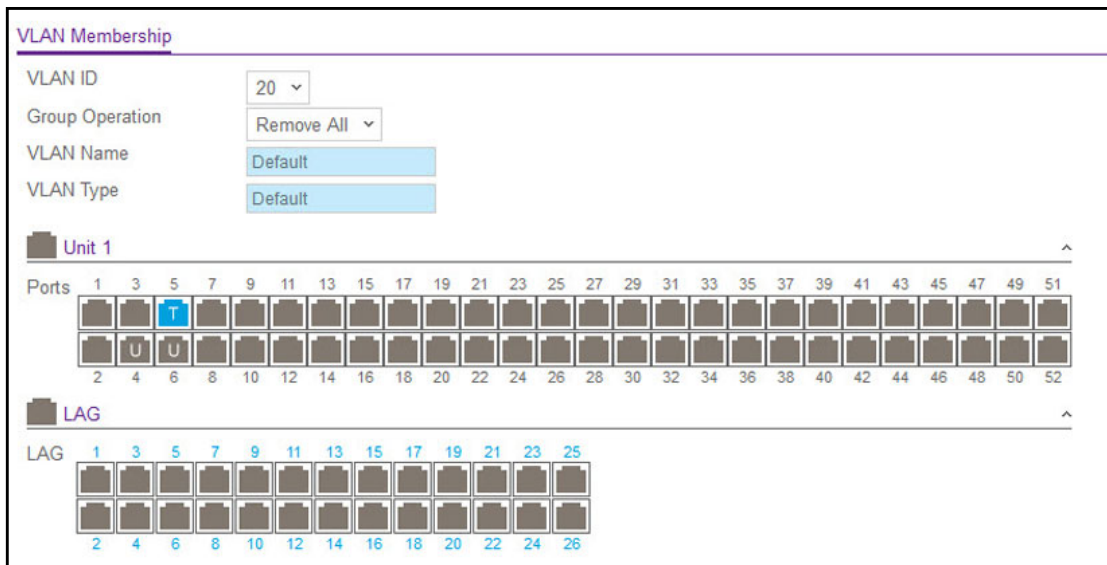 VLAN Membership
VLAN ID 20
Group Operation Remove All
VLAN Name Default
VLAN Type Default
Unit 1
Ports 1 3 5 7 9 11 13 15 17 19 21 23 25 27 29 31 33 35 37 39 41 43 45 47 49 51
T
U U
2 4 6 8 10 12 14 16 18 20 22 24 26 28 30 32 34 36 38 40 42 44 46 48 50 52
LAG
LAG 1 3 5 7 9 11 13 15 17 19 21 23 25
2 4 6 8 10 12 14 16 18 20 22 24 26